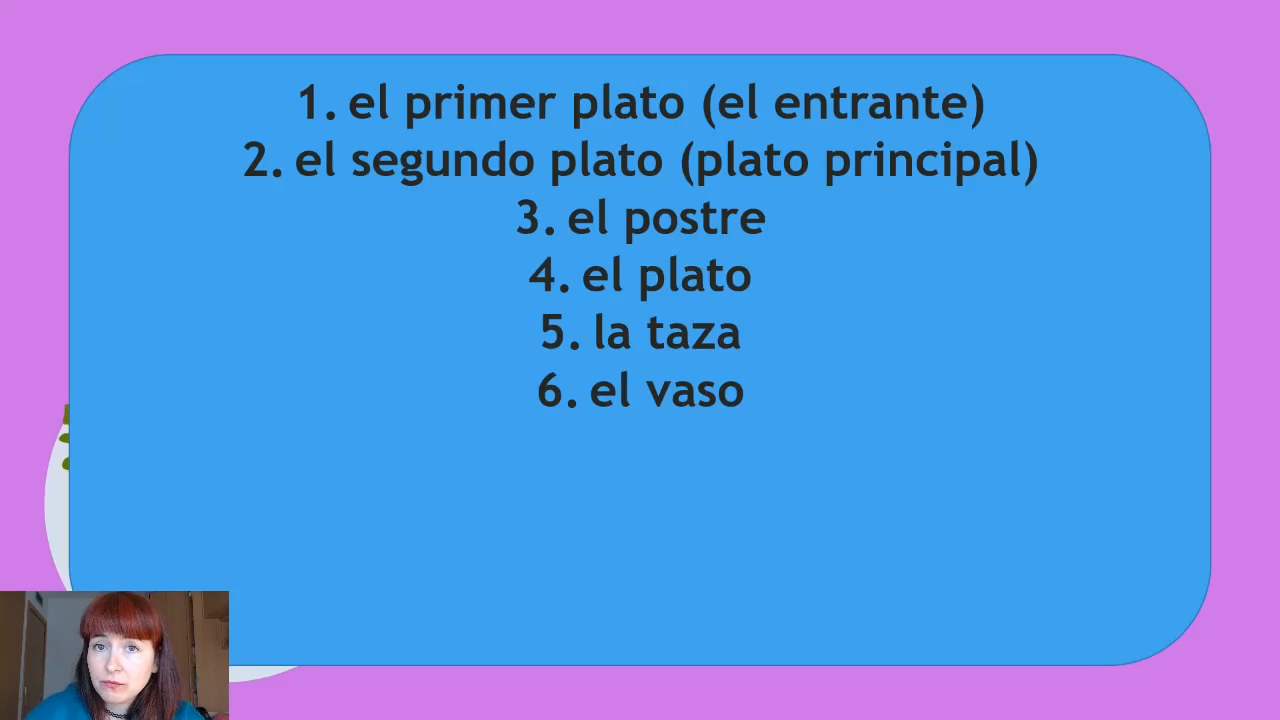 1. el primer plato (el entrante)
2. el segundo plato (plato principal)
3. el postre
4. el plato
5. la taza
6. el vaso